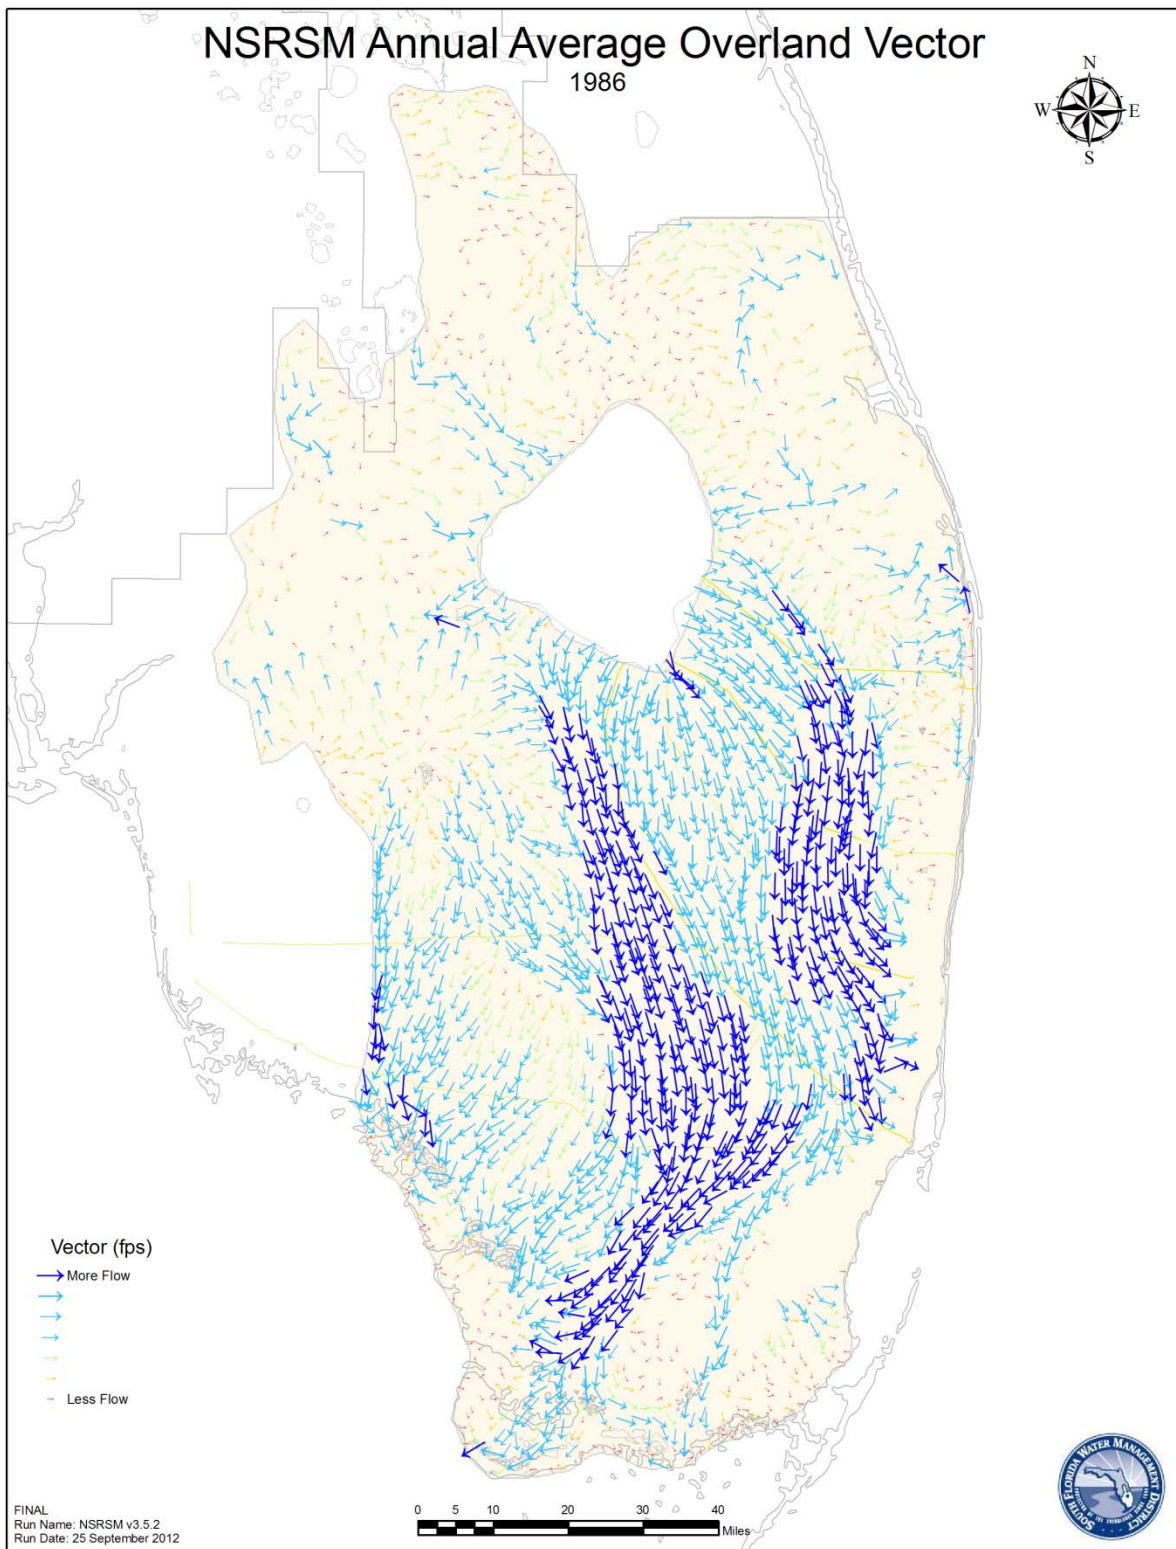 NSRSM Annual Average Overland Vector
1986
N
W E
S
Vector (fps)
More Flow
Less Flow
FINAL
Run Name: NSRSM v3.5.2
Run Date: 25 September 2012
0 5 10 20 30 40
Miles
SOUTH FLORIDA WATER MANAGEMENT DISTRICT